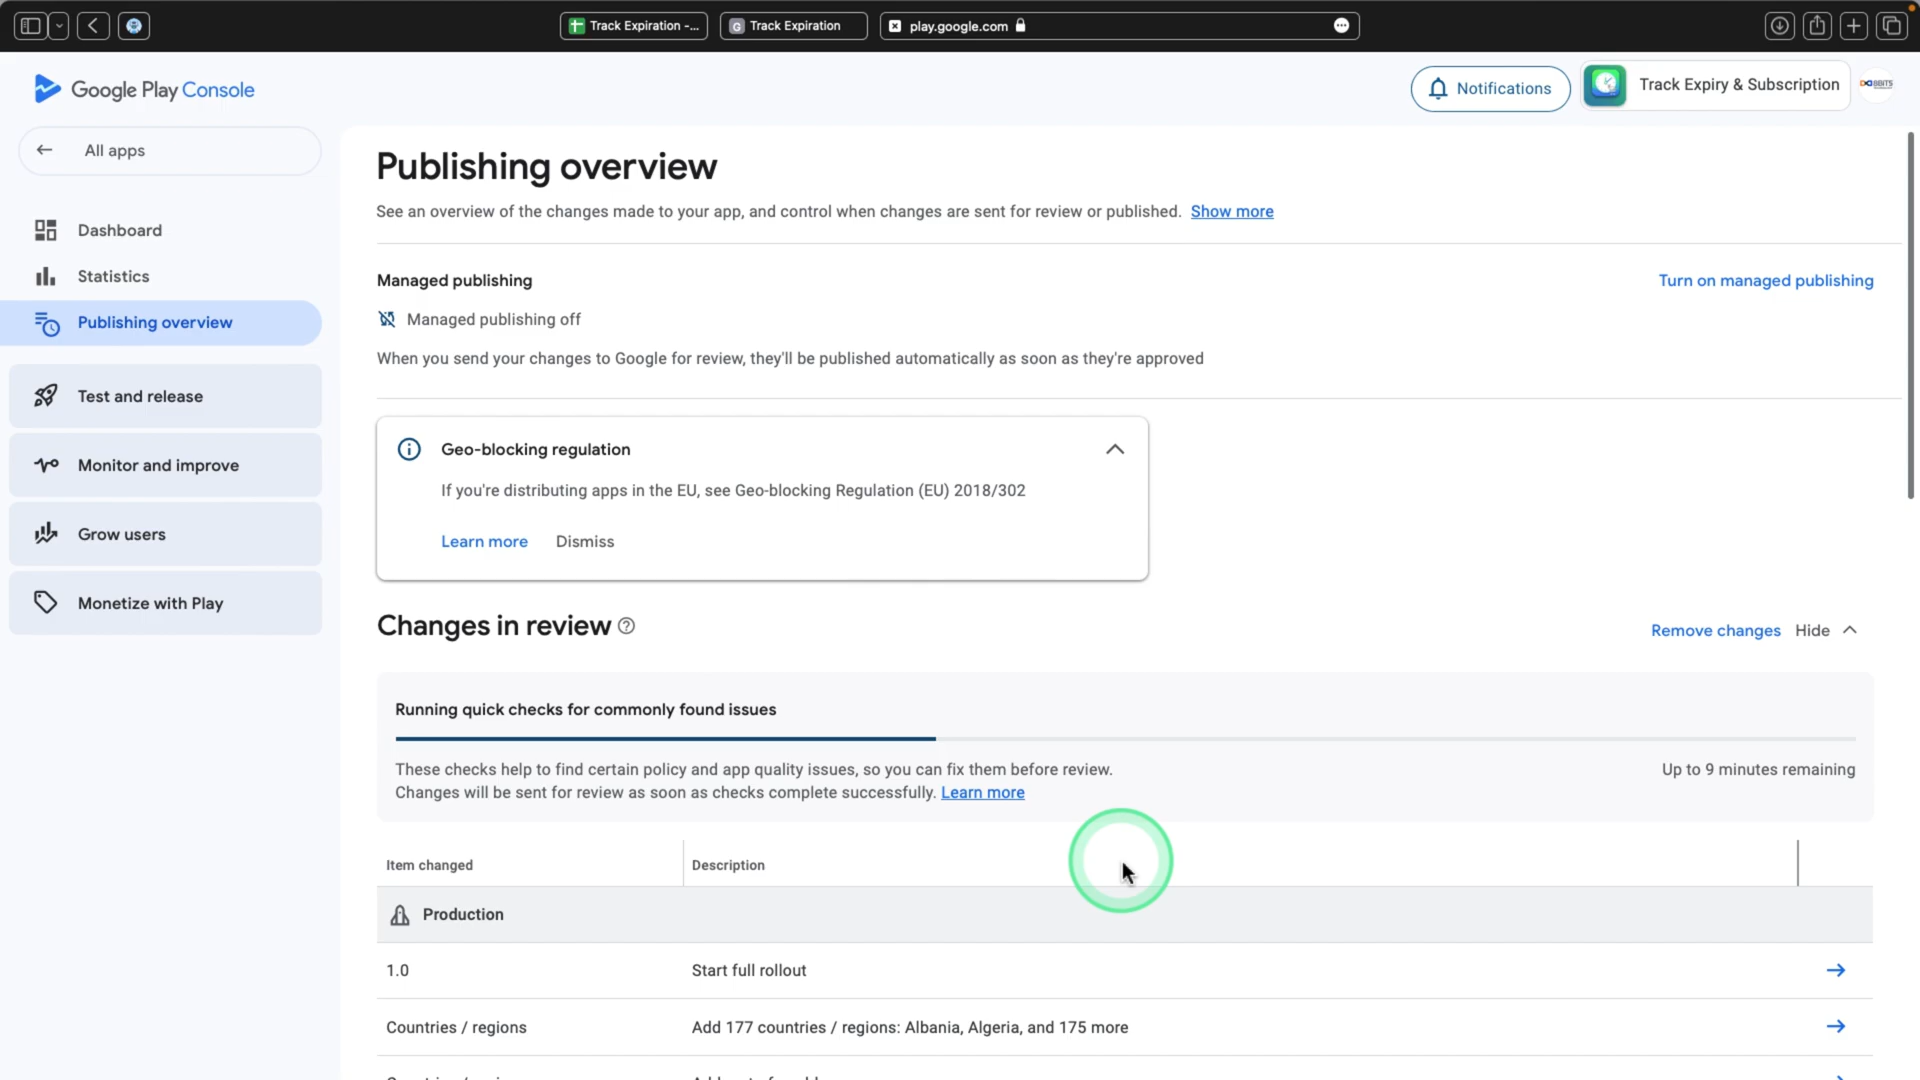 Track Expiration -...
Track Expiration
play.google.com
Google Play Console
Notifications
Track Expiry & Subscription
All apps
Dashboard
Statistics
Publishing overview
Test and release
Monitor and improve
Grow users
Monetize with Play
Publishing overview
See an overview of the changes made to your app, and control when changes are sent for review or published. Show more
Managed publishing
Turn on managed publishing
Managed publishing off
When you send your changes to Google for review, they'll be published automatically as soon as they're approved
Geo-blocking regulation
If you're distributing apps in the EU, see Geo-blocking Regulation (EU) 2018/302
Learn more Dismiss
Changes in review
Remove changes Hide
Running quick checks for commonly found issues
These checks help to find certain policy and app quality issues, so you can fix them before review.
Up to 9 minutes remaining
Changes will be sent for review as soon as checks complete successfully. Learn more
Item changed Description
Production
1.0 Start full rollout
Countries / regions Add 177 countries / regions: Albania, Algeria, and 175 more